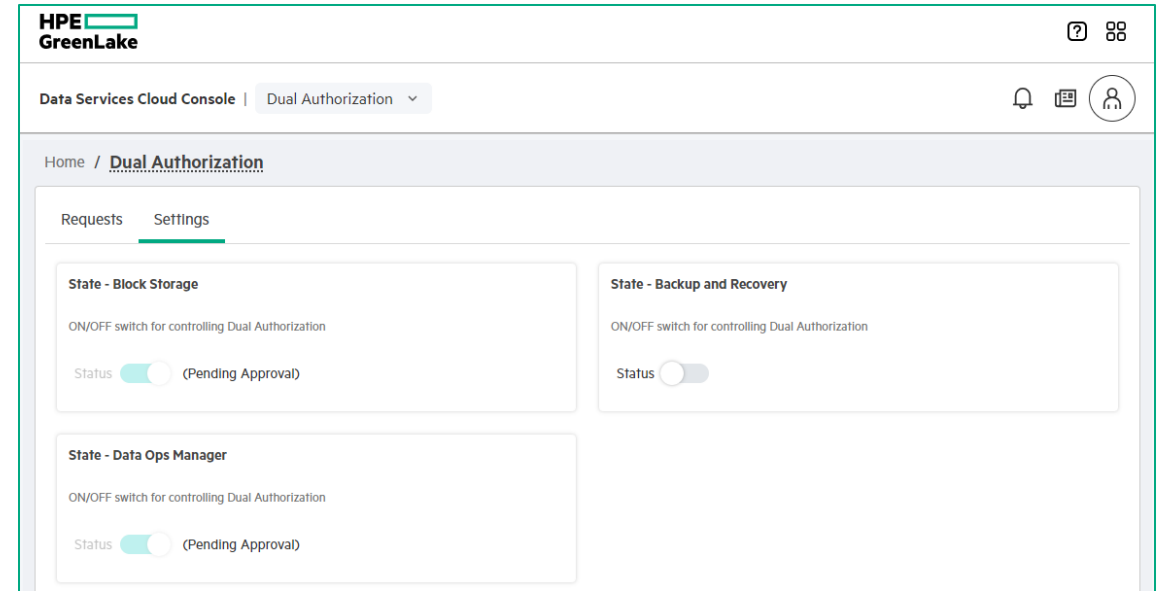 HPE
GreenLake
Data Services Cloud Console | Dual Authorization
Home / Dual Authorization
Requests Settings
State - Block Storage
ON/OFF switch for controlling Dual Authorization
Status (Pending Approval)
State - Backup and Recovery
ON/OFF switch for controlling Dual Authorization
Status
State - Data Ops Manager
ON/OFF switch for controlling Dual Authorization
Status (Pending Approval)